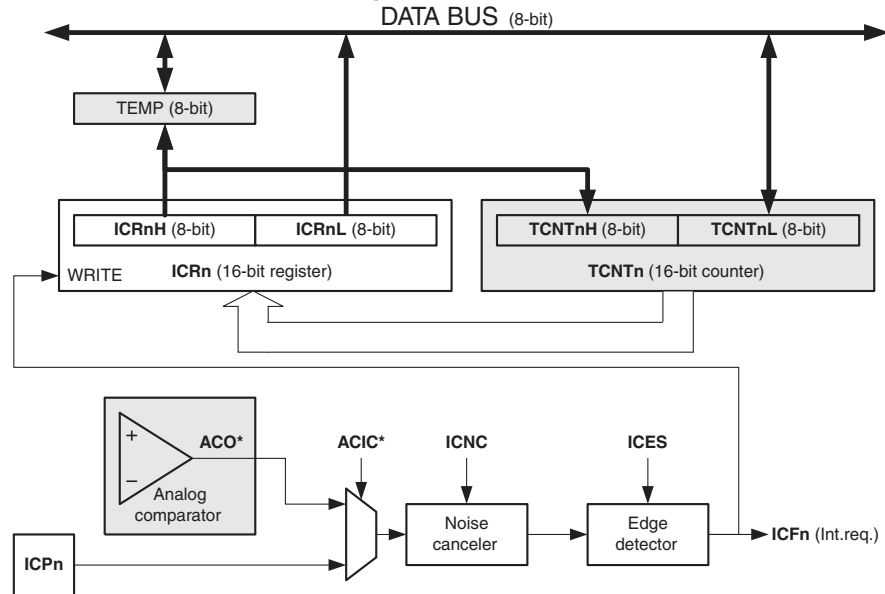 DATA BUS (8-bit)
TEMP (8-bit)
ICRnH (8-bit) ICRnL (8-bit) TCNTnH (8-bit) TCNTnL (8-bit)
WRITE ICRn (16-bit register) TCNTn (16-bit counter)
+ ACO* ACIC* ICNC ICES
−
Analog
comparator
Noise
canceler
Edge
detector
ICFn (Int.req.)
ICPn